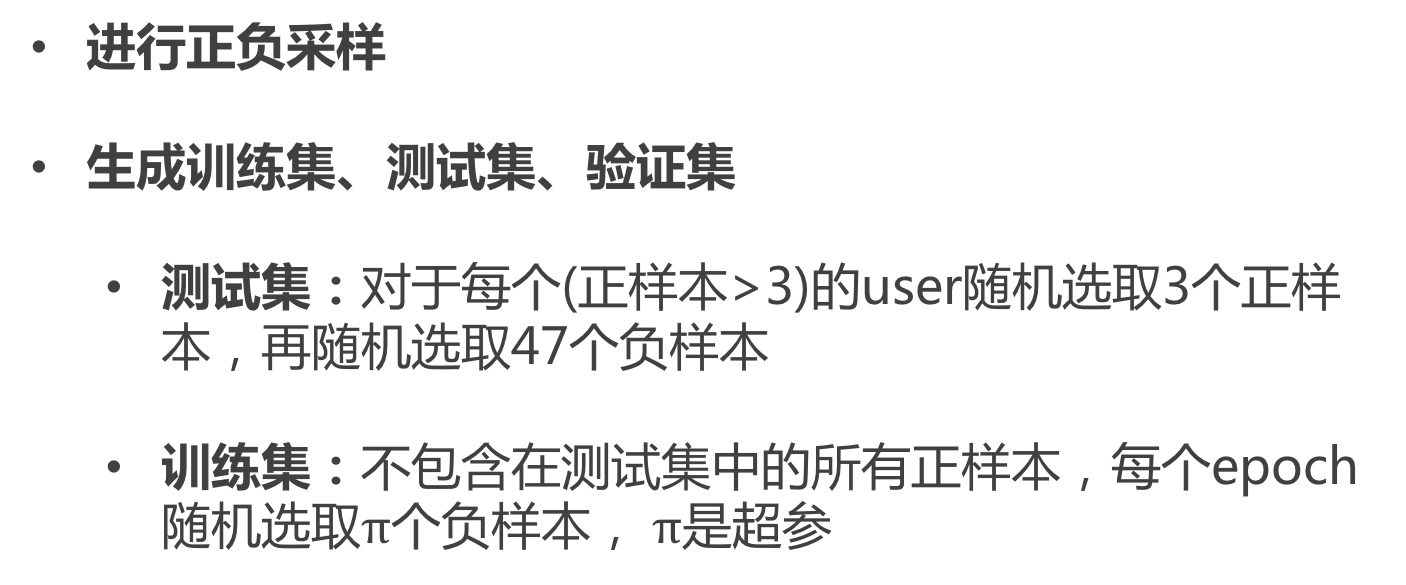 • 进行正负采样
• 生成训练集、测试集、验证集
• 测试集：对于每个(正样本>3)的user随机选取3个正样
本，再随机选取47个负样本
• 训练集：不包含在测试集中的所有正样本，每个epoch
随机选取π个负样本， π是超参